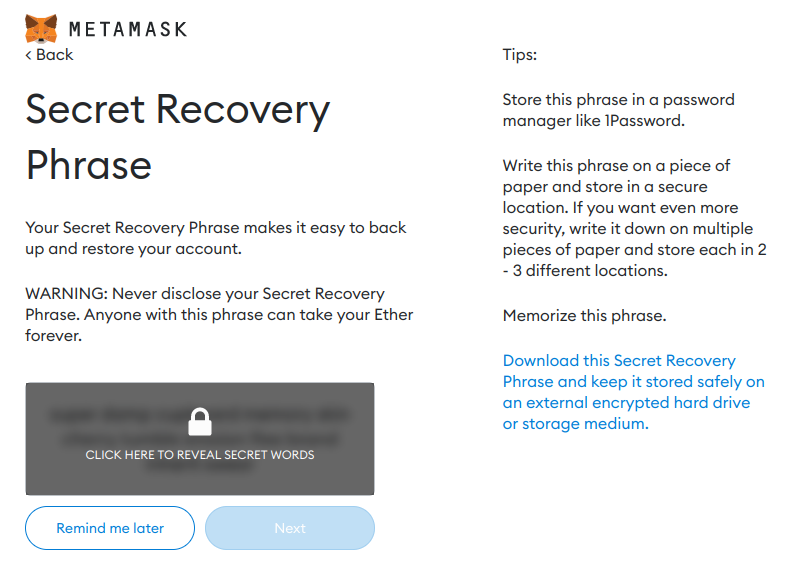 METAMASK
< Back
Secret Recovery
Phrase
Your Secret Recovery Phrase makes it easy to back
up and restore your account.
WARNING: Never disclose your Secret Recovery
Phrase. Anyone with this phrase can take your Ether
forever.
CLICK HERE TO REVEAL SECRET WORDS
Remind me later
Next
Tips:
Store this phrase in a password
manager like 1Password.
Write this phrase on a piece of
paper and store in a secure
location. If you want even more
security, write it down on multiple
pieces of paper and store each in 2
- 3 different locations.
Memorize this phrase.
Download this Secret Recovery
Phrase and keep it stored safely on
an external encrypted hard drive
or storage medium.